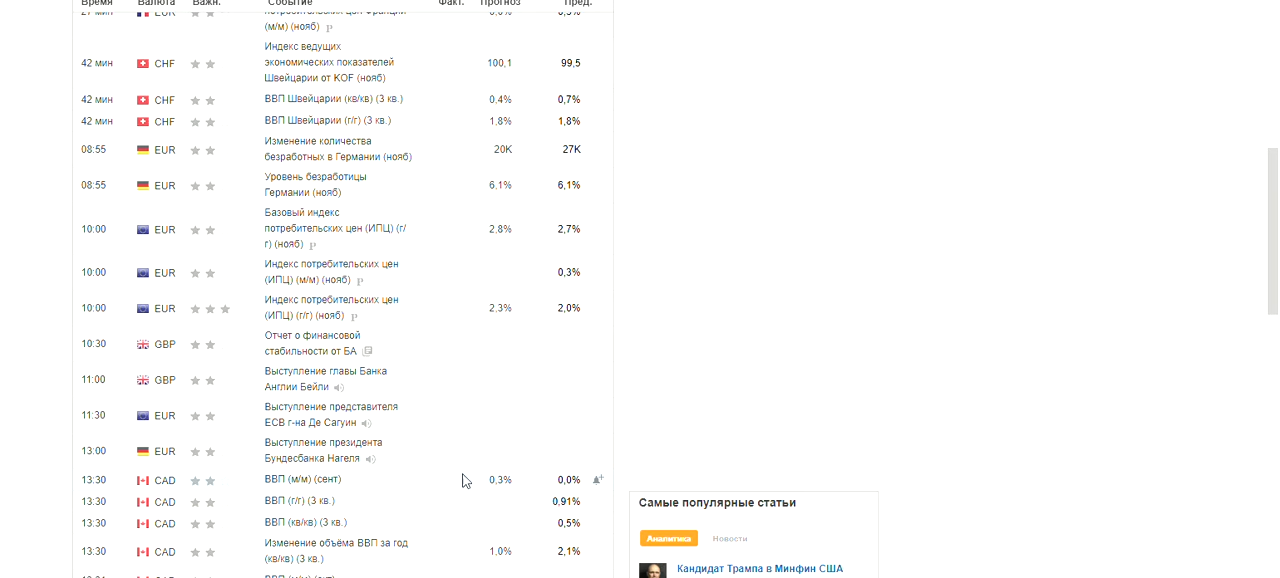 Время Валюта Важн. Событие Факт. Прогноз Пред.
27 мин EUR потребительских цен Франции
(м/м) (нояб) P
Индекс ведущих
42 мин CHF экономических показателей 100,1 99,5
Швейцарии от KOF (нояб)
42 мин CHF ВВП Швейцарии (кв/кв) (3 кв.) 0,4% 0,7%
42 мин CHF ВВП Швейцарии (г/г) (3 кв.) 1,8% 1,8%
Изменение количества
08:55 EUR безработных в Германии (нояб) 20K 27K
Уровень безработицы
08:55 EUR Германии (нояб) 6,1% 6,1%
Базовый индекс
10:00 EUR потребительских цен (ИПЦ) (г/ 2,8% 2,7%
г) (нояб) P
Индекс потребительских цен
10:00 EUR (ИПЦ) (м/м) (нояб) P 0,3%
Индекс потребительских цен
10:00 EUR (ИПЦ) (г/г) (нояб) P 2,3% 2,0%
Отчет о финансовой
10:30 GBP стабильности от БА
Выступление главы Банка
11:00 GBP Англии Бейли
Выступление представителя
11:30 EUR ЕСВ г-на Де Сагуин
Выступление президента
13:00 EUR Бундесбанка Нагеля
13:30 CAD ВВП (м/м) (сент) 0,3% 0,0%
13:30 CAD ВВП (г/г) (3 кв.) 0,91%
13:30 CAD ВВП (кв/кв) (3 кв.) 0,5%
Изменение объёма ВВП за год
13:30 CAD (кв/кв) (3 кв.) 1,0% 2,1%
Самые популярные статьи
Аналитика Новости
Кандидат Трампа в Минфин США